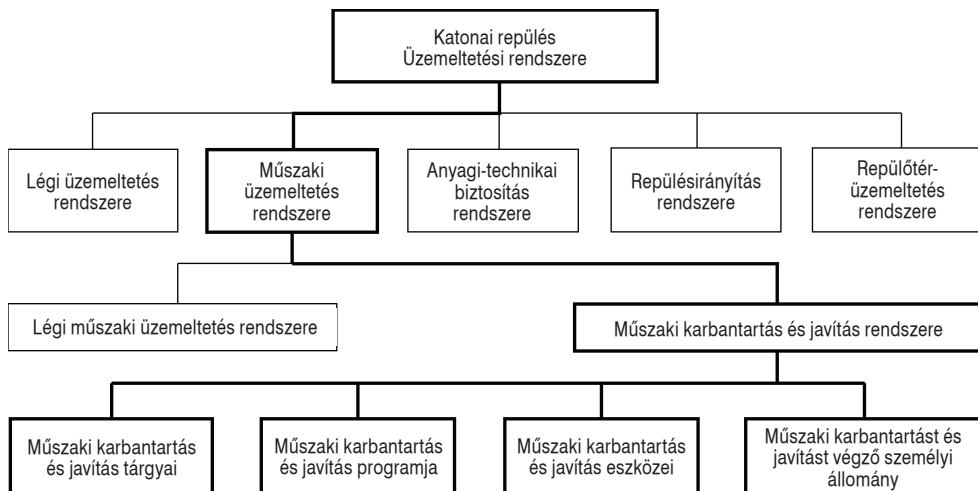 Katonai repülés
Üzemeltetési rendszere
Légi üzemeltetés
rendszere
Műszaki
üzemeltetés
rendszere
Anyagi-technikai
biztosítás
rendszere
Repülésirányítás
rendszere
Repülőtér-
üzemeltetés
rendszere
Légi műszaki üzemeltetés rendszere
Műszaki karbantartás és javítás rendszere
Műszaki karbantartás
és javítás tárgyai
Műszaki karbantartás
és javítás programja
Műszaki karbantartás
és javítás eszközei
Műszaki karbantartást és
javítást végző személyi
állomány